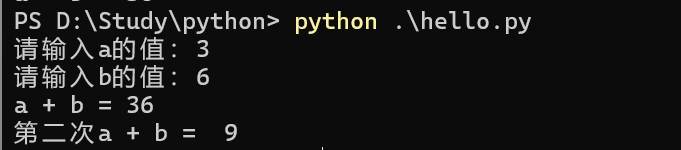 PS D:\Study\python> python .\hello.py
请输入a的值：3
请输入b的值：6
a + b = 36
第二次a + b =  9